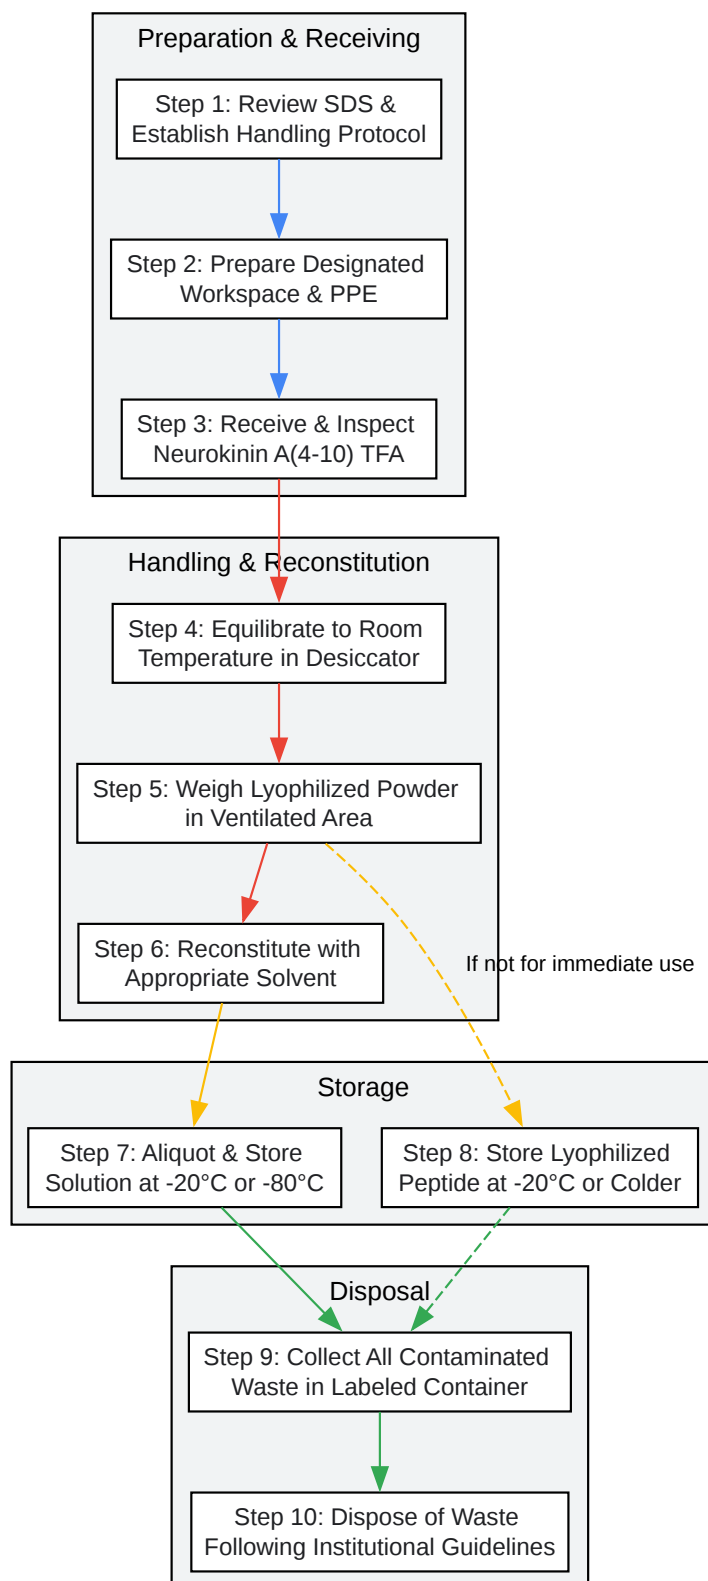 Preparation & Receiving
Step 1: Review SDS &
Establish Handling Protocol
Step 2: Prepare Designated
Workspace & PPE
Step 3: Receive & Inspect
Neurokinin A(4-10) TFA
Handling & Reconstitution
Step 4: Equilibrate to Room
Temperature in Desiccator
Step 5: Weigh Lyophilized Powder
in Ventilated Area
Step 6: Reconstitute with
Appropriate Solvent
If not for immediate use
Storage
Step 7: Aliquot & Store
Solution at -20°C or -80°C
Step 8: Store Lyophilized
Peptide at -20°C or Colder
Disposal
Step 9: Collect All Contaminated
Waste in Labeled Container
Step 10: Dispose of Waste
Following Institutional Guidelines